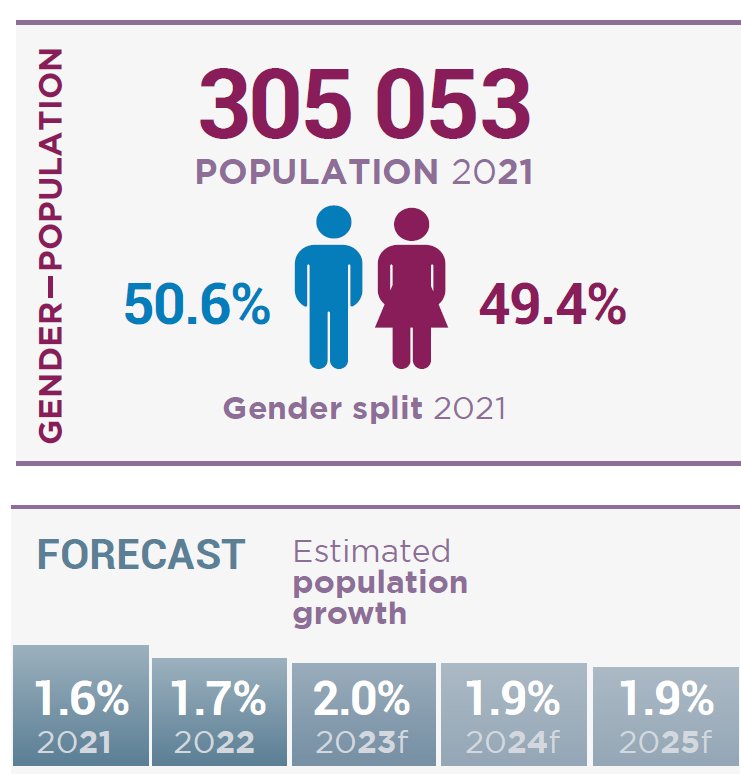 GENDER—POPULATION
305 053
POPULATION 2021
50.6%
49.4%
Gender split 2021
FORECAST
Estimated
population
growth
1.6%
2021
1.7%
2022
2.0%
2023f
1.9%
2024f
1.9%
2025f